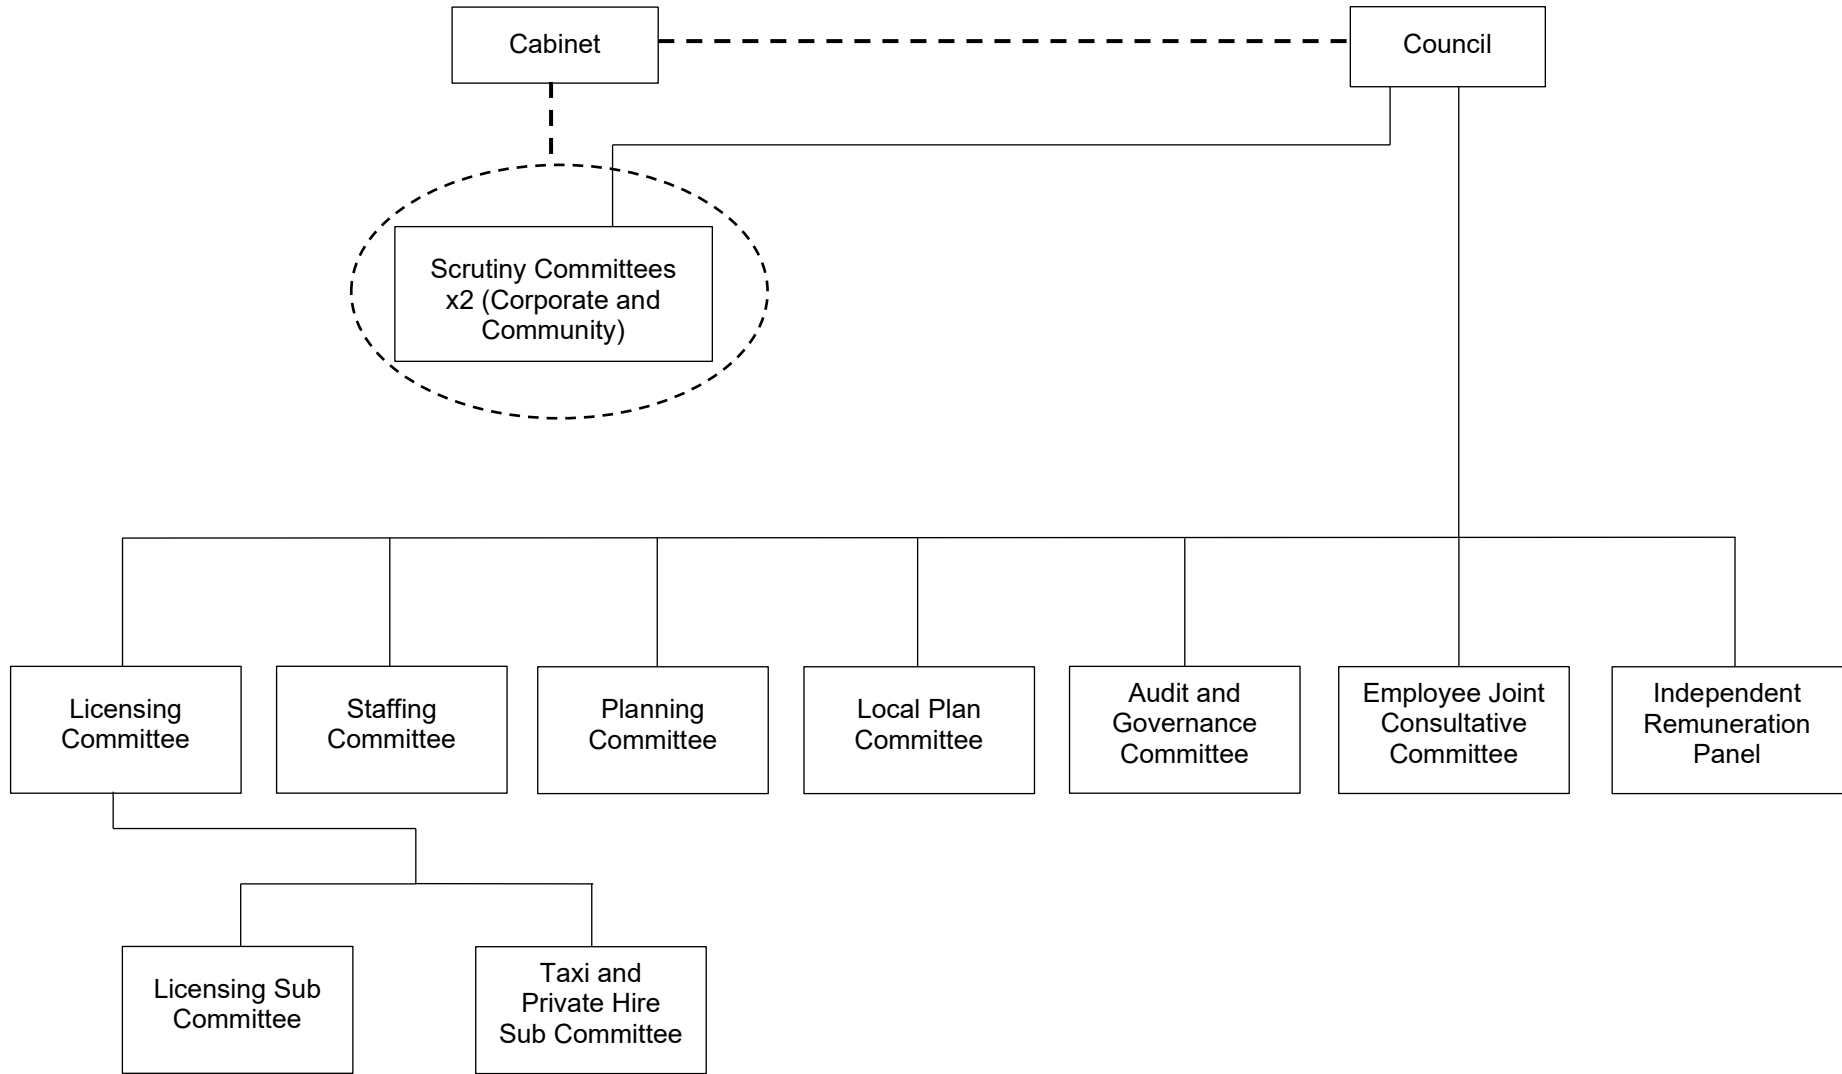 Cabinet
Council
Scrutiny Committees
x2 (Corporate and
Community)
Licensing
Committee
Staffing
Committee
Planning
Committee
Local Plan
Committee
Audit and
Governance
Committee
Employee Joint
Consultative
Committee
Independent
Remuneration
Panel
Licensing Sub
Committee
Taxi and
Private Hire
Sub Committee